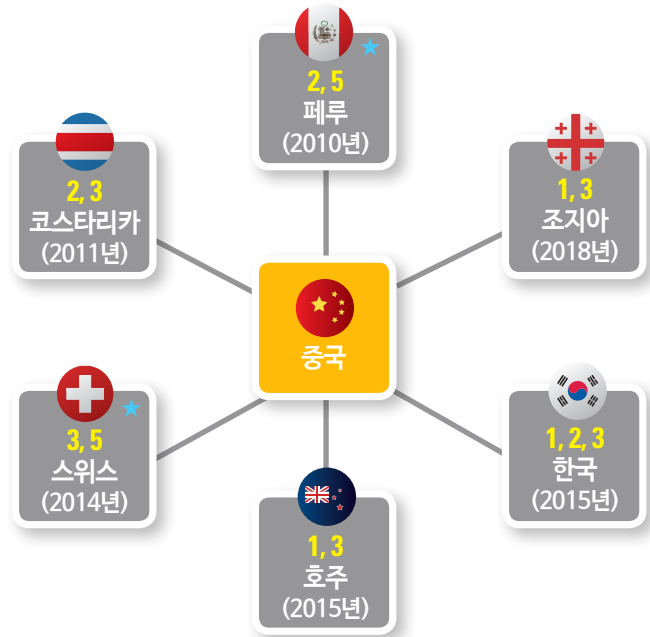 2, 5
페루
(2010년)
2, 3
코스타리카
(2011년)
1, 3
조지아
(2018년)
중국
3, 5
스위스
(2014년)
1, 2, 3
한국
(2015년)
1, 3
호주
(2015년)